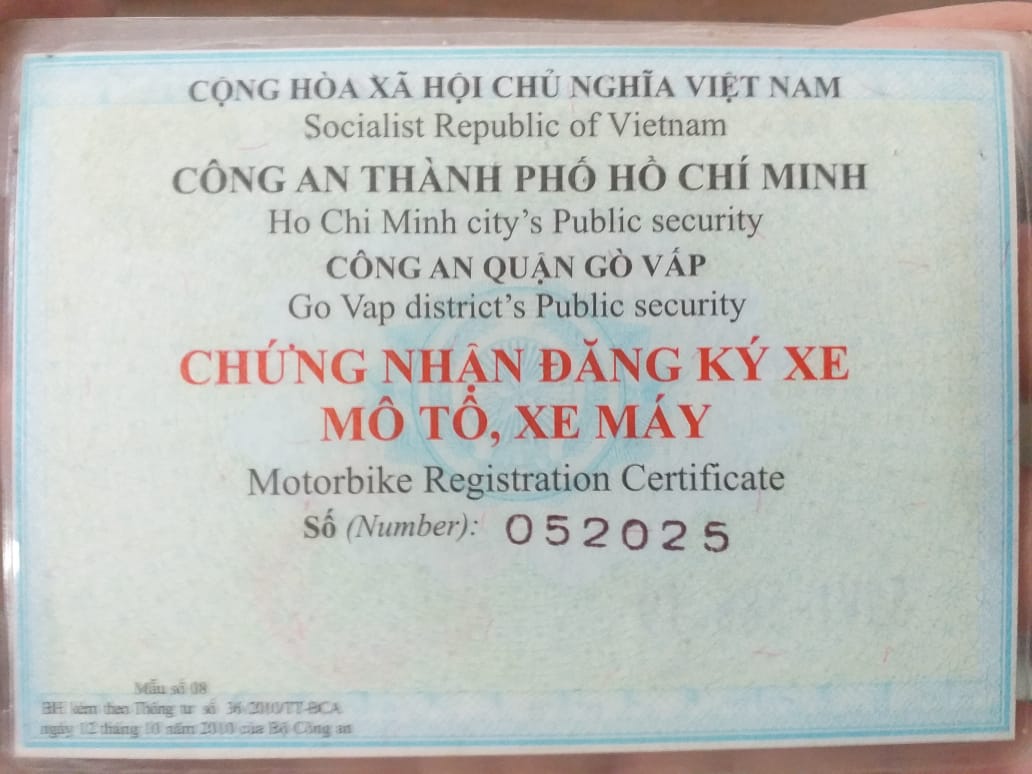 CỘNG HÒA XÃ HỘI CHỦ NGHĨA VIỆT NAM
Socialist Republic of Vietnam
CÔNG AN THÀNH PHỐ HỒ CHÍ MINH
Ho Chi Minh city's Public security
CÔNG AN QUẬN GÒ VẤP
Go Vap district's Public security
CHỨNG NHẬN ĐĂNG KÝ XE
MÔ TÔ, XE MÁY
Motorbike Registration Certificate
Số (Number): 052025
Mẫu số 08
BH kèm theo Thông tư số 36/2010/TT-BCA
ngày 12 tháng 10 năm 2010 của Bộ Công an